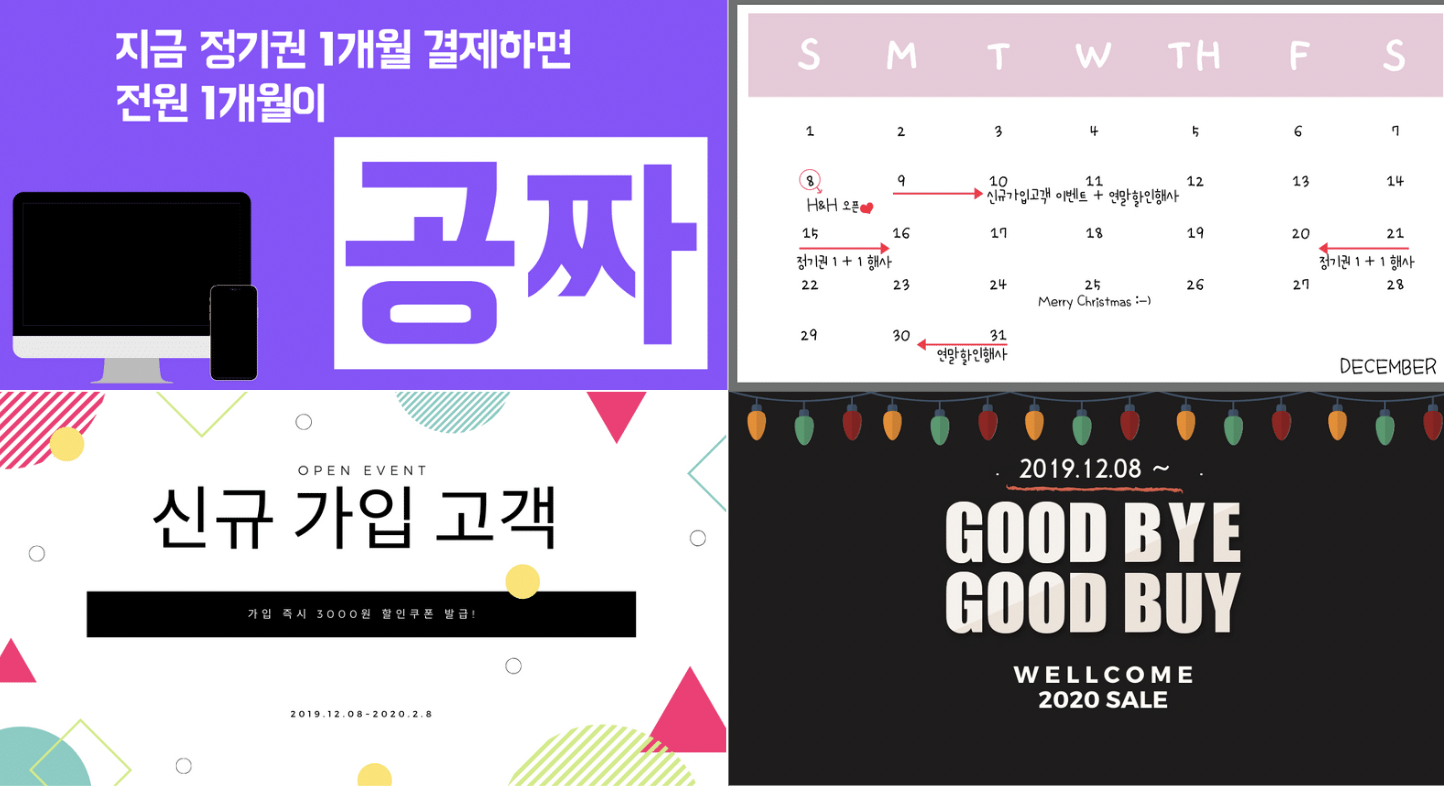 지금 정기권 1개월 결제하면
전원 1개월이
공짜
S M T W TH F S
1 2 3 4 5 6 7
8 9 10 11 12 13 14
H&H 오픈
신규가입고객 이벤트 + 연말할인행사
15 16 17 18 19 20 21
정기권 1 + 1 행사
정기권 1 + 1 행사
22 23 24 25 26 27 28
Merry Christmas :-)
29 30 31
연말할인행사
DECEMBER
OPEN EVENT
신규 가입 고객
가입 즉시 3000원 할인쿠폰 발급!
2019.12.08-2020.2.8
. 2019.12.08 ~ .
GOOD BYE
GOOD BUY
WELLCOME
2020 SALE